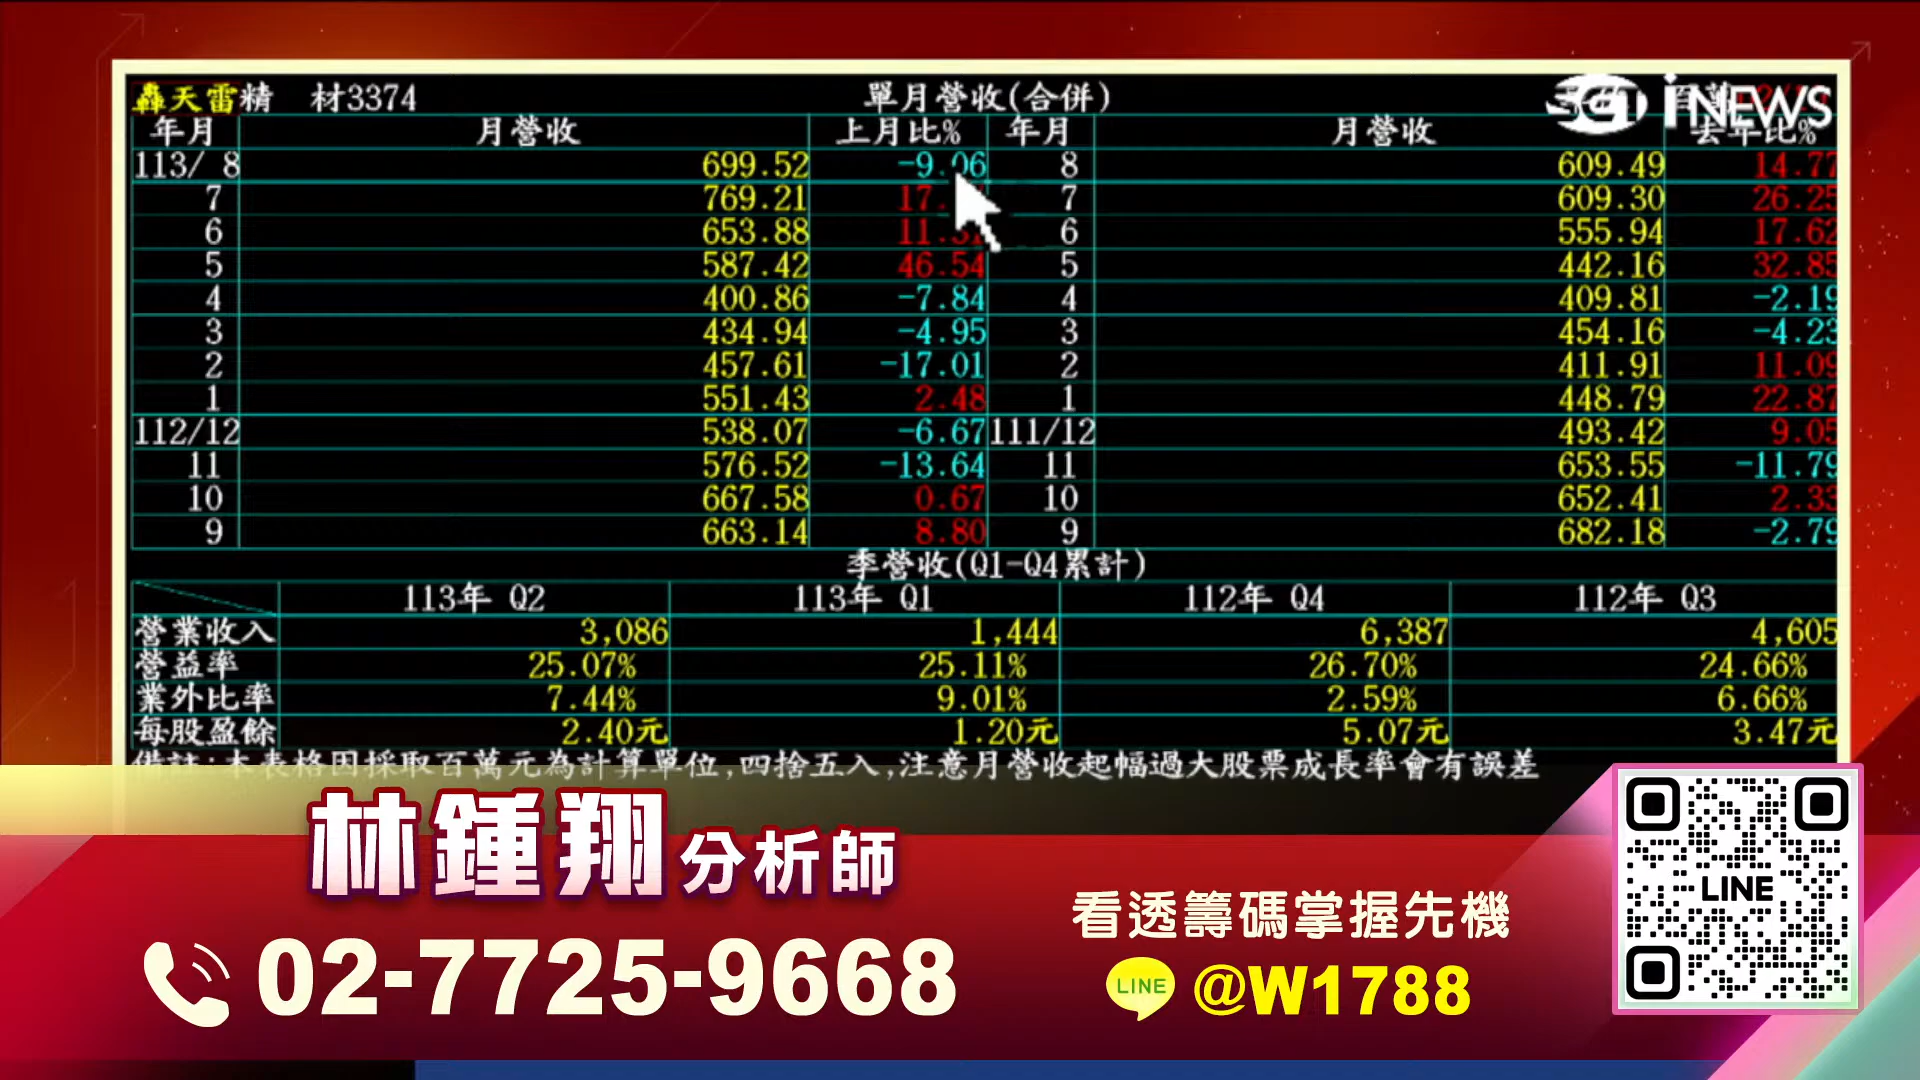 轟天雷精 材3374 單月營收(合併)
iNEWS
年月 月營收 上月比% 年月 月營收 去年比%
113/ 8 699.52 -9.06 8 609.49 14.77
7 769.21 17. 7 609.30 26.25
6 653.88 11.31 6 555.94 17.62
5 587.42 46.54 5 442.16 32.85
4 400.86 -7.84 4 409.81 -2.19
3 434.94 -4.95 3 454.16 -4.23
2 457.61 -17.01 2 411.91 11.09
1 551.43 2.48 1 448.79 22.87
112/12 538.07 -6.67 111/12 493.42 9.05
11 576.52 -13.64 11 653.55 -11.79
10 667.58 0.67 10 652.41 2.33
9 663.14 8.80 9 682.18 -2.79
季營收(Q1-Q4累計)
113年 Q2 113年 Q1 112年 Q4 112年 Q3
營業收入 3,086 1,444 6,387 4,605
營益率 25.07% 25.11% 26.70% 24.66%
業外比率 7.44% 9.01% 2.59% 6.66%
每股盈餘 2.40元 1.20元 5.07元 3.47元
備註:本表格因採取百萬元為計算單位,四捨五入,注意月營收起幅過大股票成長率會有誤差
林鍾翔 分析師
02-7725-9668
看透籌碼掌握先機
LINE @W1788
LINE